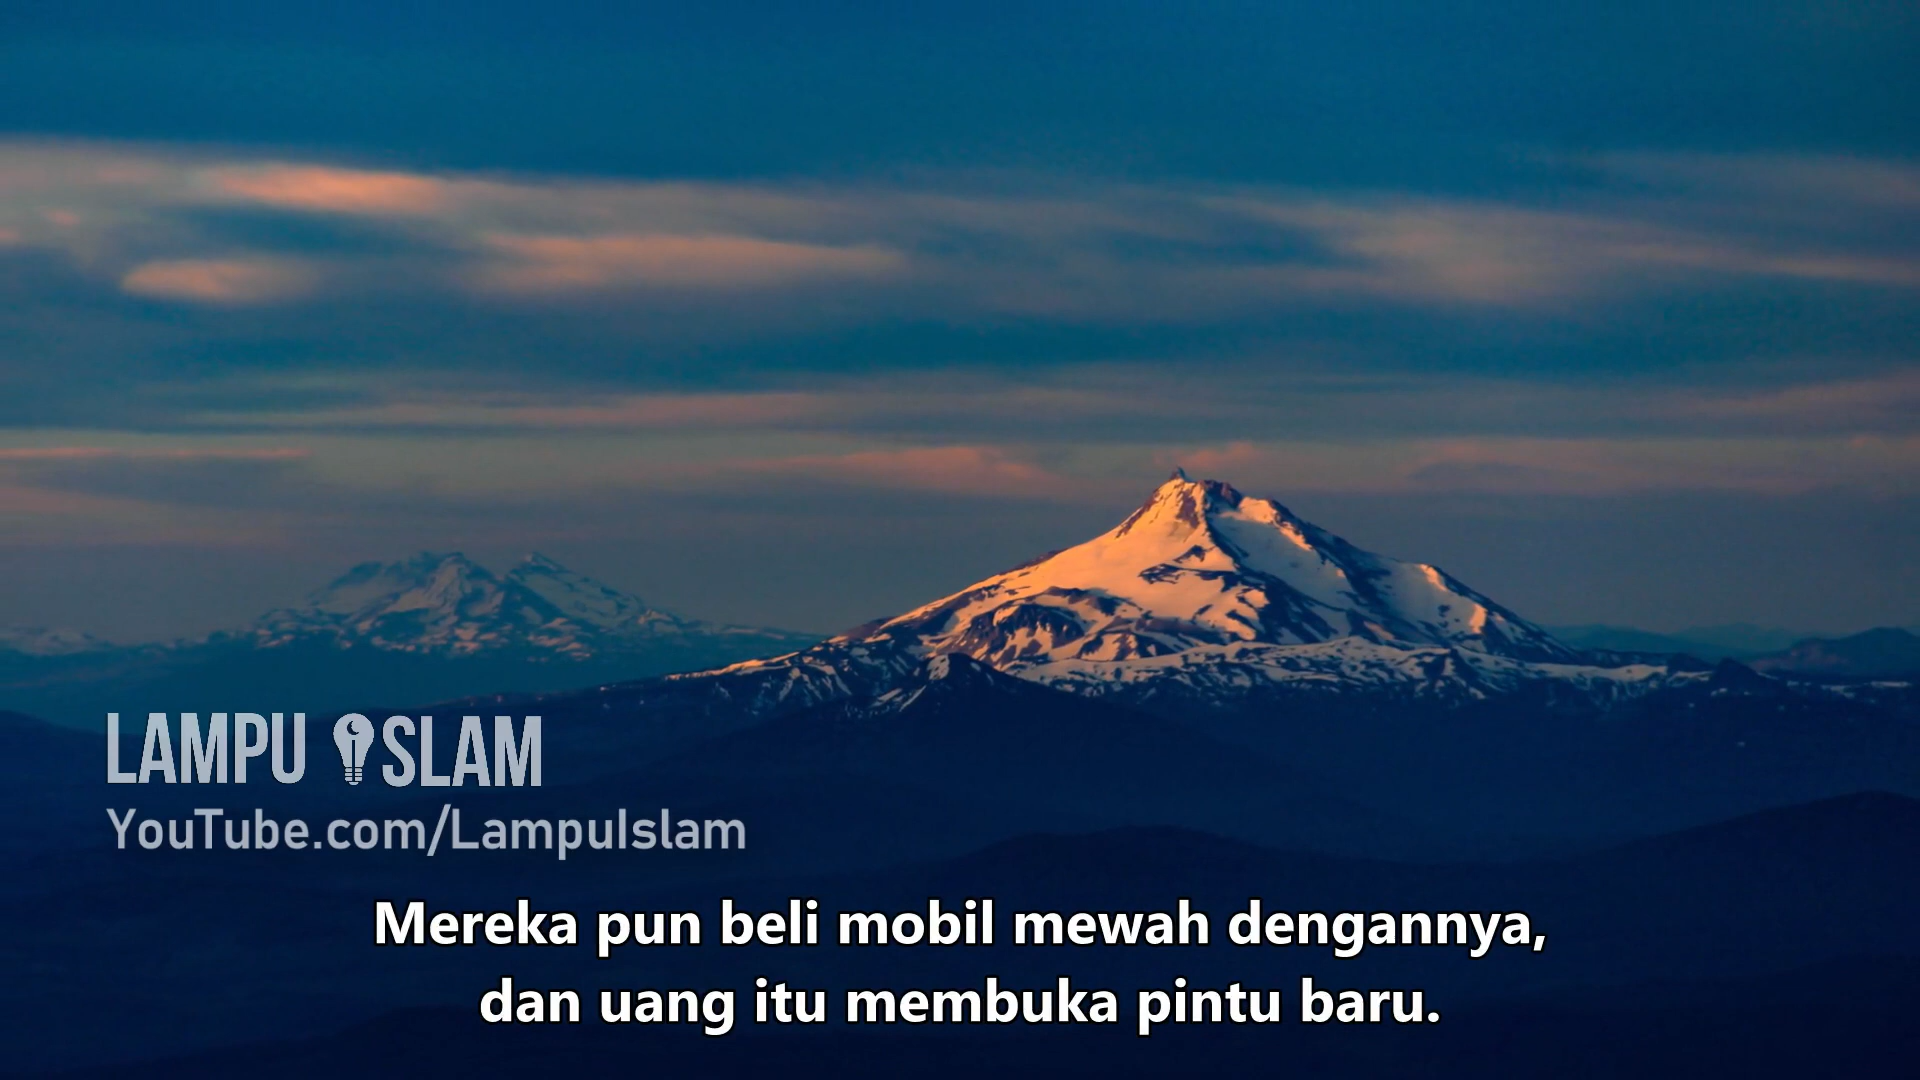 LAMPU ISLAM
YouTube.com/LampuIslam
Mereka pun beli mobil mewah dengannya,
dan uang itu membuka pintu baru.